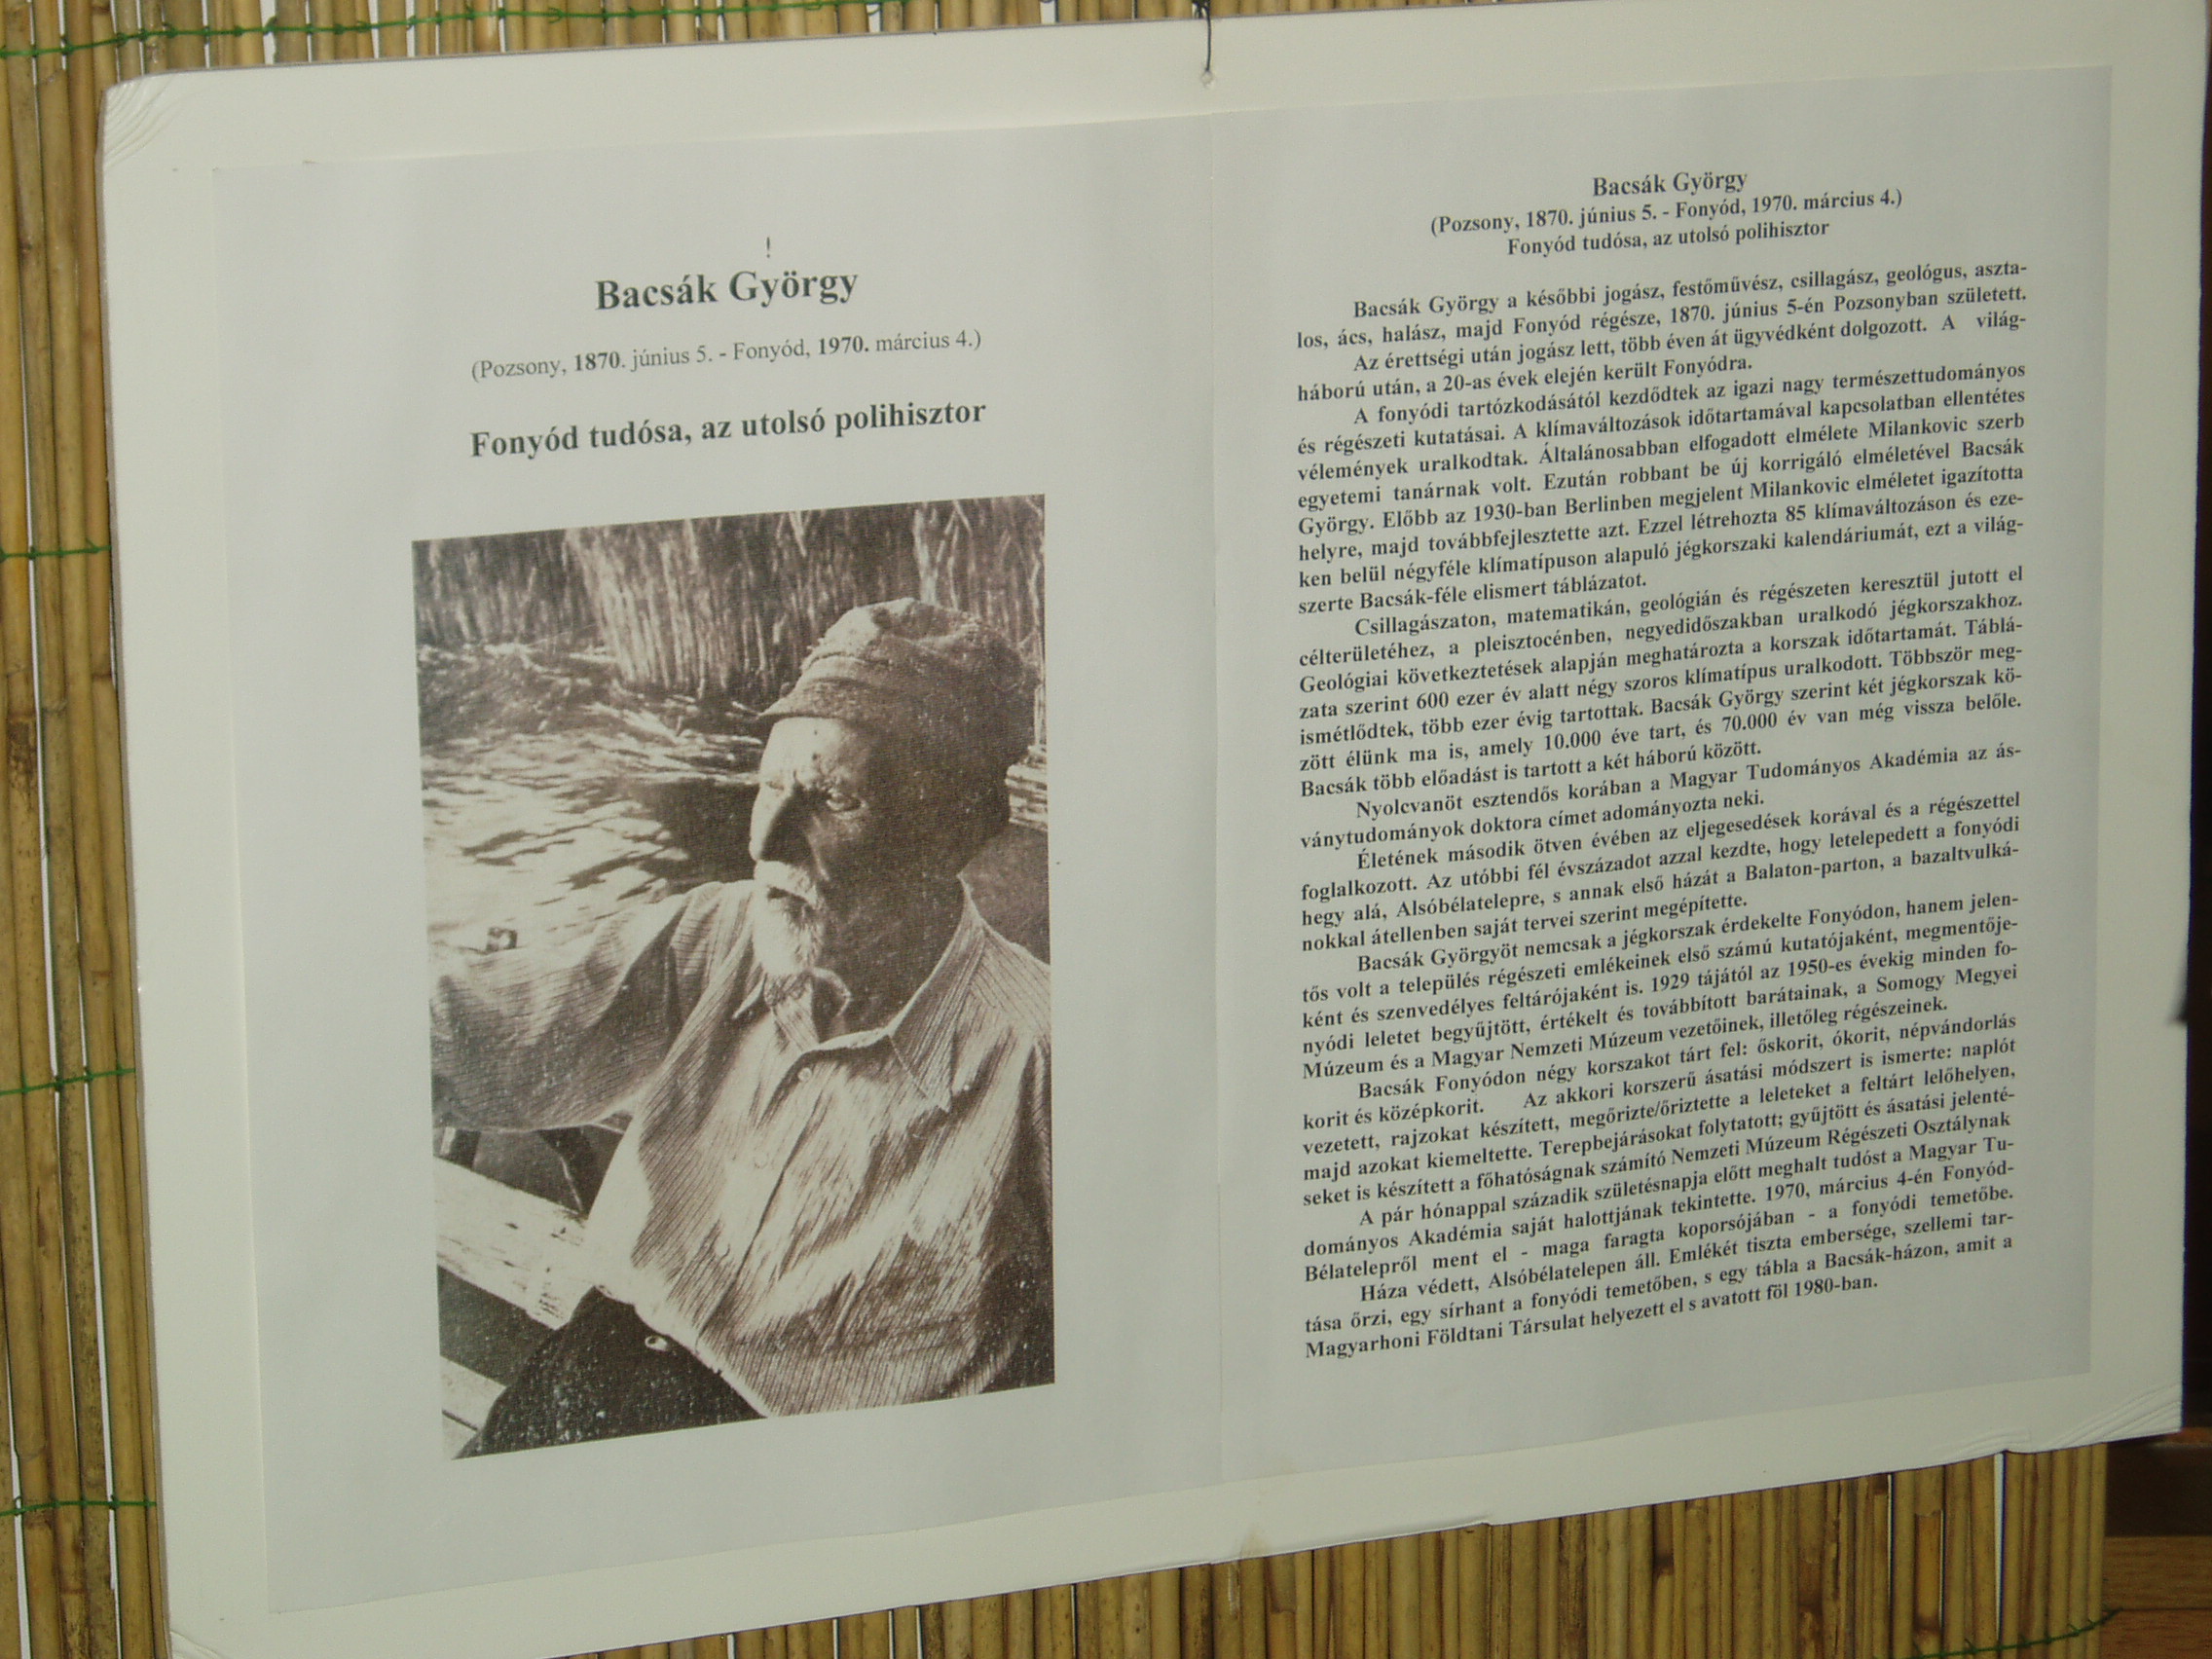 Bacsák György
(Pozsony, 1870. június 5. - Fonyód, 1970. március 4.)
Fonyód tudósa, az utolsó polihisztor
Bacsák György
(Pozsony, 1870. június 5. - Fonyód, 1970. március 4.)
Fonyód tudósa, az utolsó polihisztor
Bacsák György a későbbi jogász, festőművész, csillagász, geológus, aszta-
los, ács, halász, majd Fonyód régésze, 1870. június 5-én Pozsonyban született.
Az érettségi után jogász lett, több éven át ügyvédként dolgozott. A világ-
háború után, a 20-as évek elején került Fonyódra.
A fonyódi tartózkodásától kezdődtek az igazi nagy természettudományos
és régészeti kutatásai. A klímaváltozások időtartamával kapcsolatban ellentétes
vélemények uralkodtak. Általánosabban elfogadott elmélete Milankovic szerb
egyetemi tanárnak volt. Ezután robbant be új korrigáló elméletével Bacsák
György. Előbb az 1930-ban Berlinben megjelent Milankovic elméletet igazította
helyre, majd továbbfejlesztette azt. Ezzel létrehozta 85 klímaváltozáson és eze-
ken belül négyféle klímatípuson alapuló jégkorszaki kalendáriumát, ezt a világ-
szerte Bacsák-féle elismert táblázatot.
Csillagászaton, matematikán, geológián és régészeten keresztül jutott el
célterületéhez, a pleisztocénben, negyedidőszakban uralkodó jégkorszakhoz.
Geológiai következtetések alapján meghatározta a korszak időtartamát. Táblá-
zata szerint 600 ezer év alatt négy szoros klímatípus uralkodott. Többször meg-
ismétlődtek, több ezer évig tartottak. Bacsák György szerint két jégkorszak kö-
zött élünk ma is, amely 10.000 éve tart, és 70.000 év van még vissza belőle.
Bacsák több előadást is tartott a két háború között.
Nyolcvanöt esztendős korában a Magyar Tudományos Akadémia az ás-
ványtudományok doktora címet adományozta neki.
Életének második ötven évében az eljegesedések korával és a régészettel
foglalkozott. Az utóbbi fél évszázadot azzal kezdte, hogy letelepedett a fonyódi
hegy alá, Alsóbélatelepre, s annak első házát a Balaton-parton, a bazaltvulká-
nokkal átellenben saját tervei szerint megépítette.
Bacsák Györgyöt nemcsak a jégkorszak érdekelte Fonyódon, hanem jelen-
tős volt a település régészeti emlékeinek első számú kutatójaként, megmentője-
ként és szenvedélyes feltárójaként is. 1929 tájától az 1950-es évekig minden fo-
nyódi leletet begyűjtött, értékelt és továbbított barátainak, a Somogy Megyei
Múzeum és a Magyar Nemzeti Múzeum vezetőinek, illetőleg régészeinek.
Bacsák Fonyódon négy korszakot tárt fel: őskorit, ókorit, népvándorlás
korit és középkorit. Az akkori korszerű ásatási módszert is ismerte: naplót
vezetett, rajzokat készített, megőrizte/őriztette a leleteket a feltárt lelőhelyen,
majd azokat kiemeltette. Terepbejárásokat folytatott; gyűjtött és ásatási jelenté-
seket is készített a főhatóságnak számító Nemzeti Múzeum Régészeti Osztálynak
A pár hónappal századik születésnapja előtt meghalt tudóst a Magyar Tu-
dományos Akadémia saját halottjának tekintette. 1970, március 4-én Fonyód-
Bélatelepről ment el - maga faragta koporsójában - a fonyódi temetőbe.
Háza védett, Alsóbélatelepen áll. Emlékét tiszta embersége, szellemi tar-
tása őrzi, egy sírhant a fonyódi temetőben, s egy tábla a Bacsák-házon, amit a
Magyarhoni Földtani Társulat helyezett el s avatott föl 1980-ban.